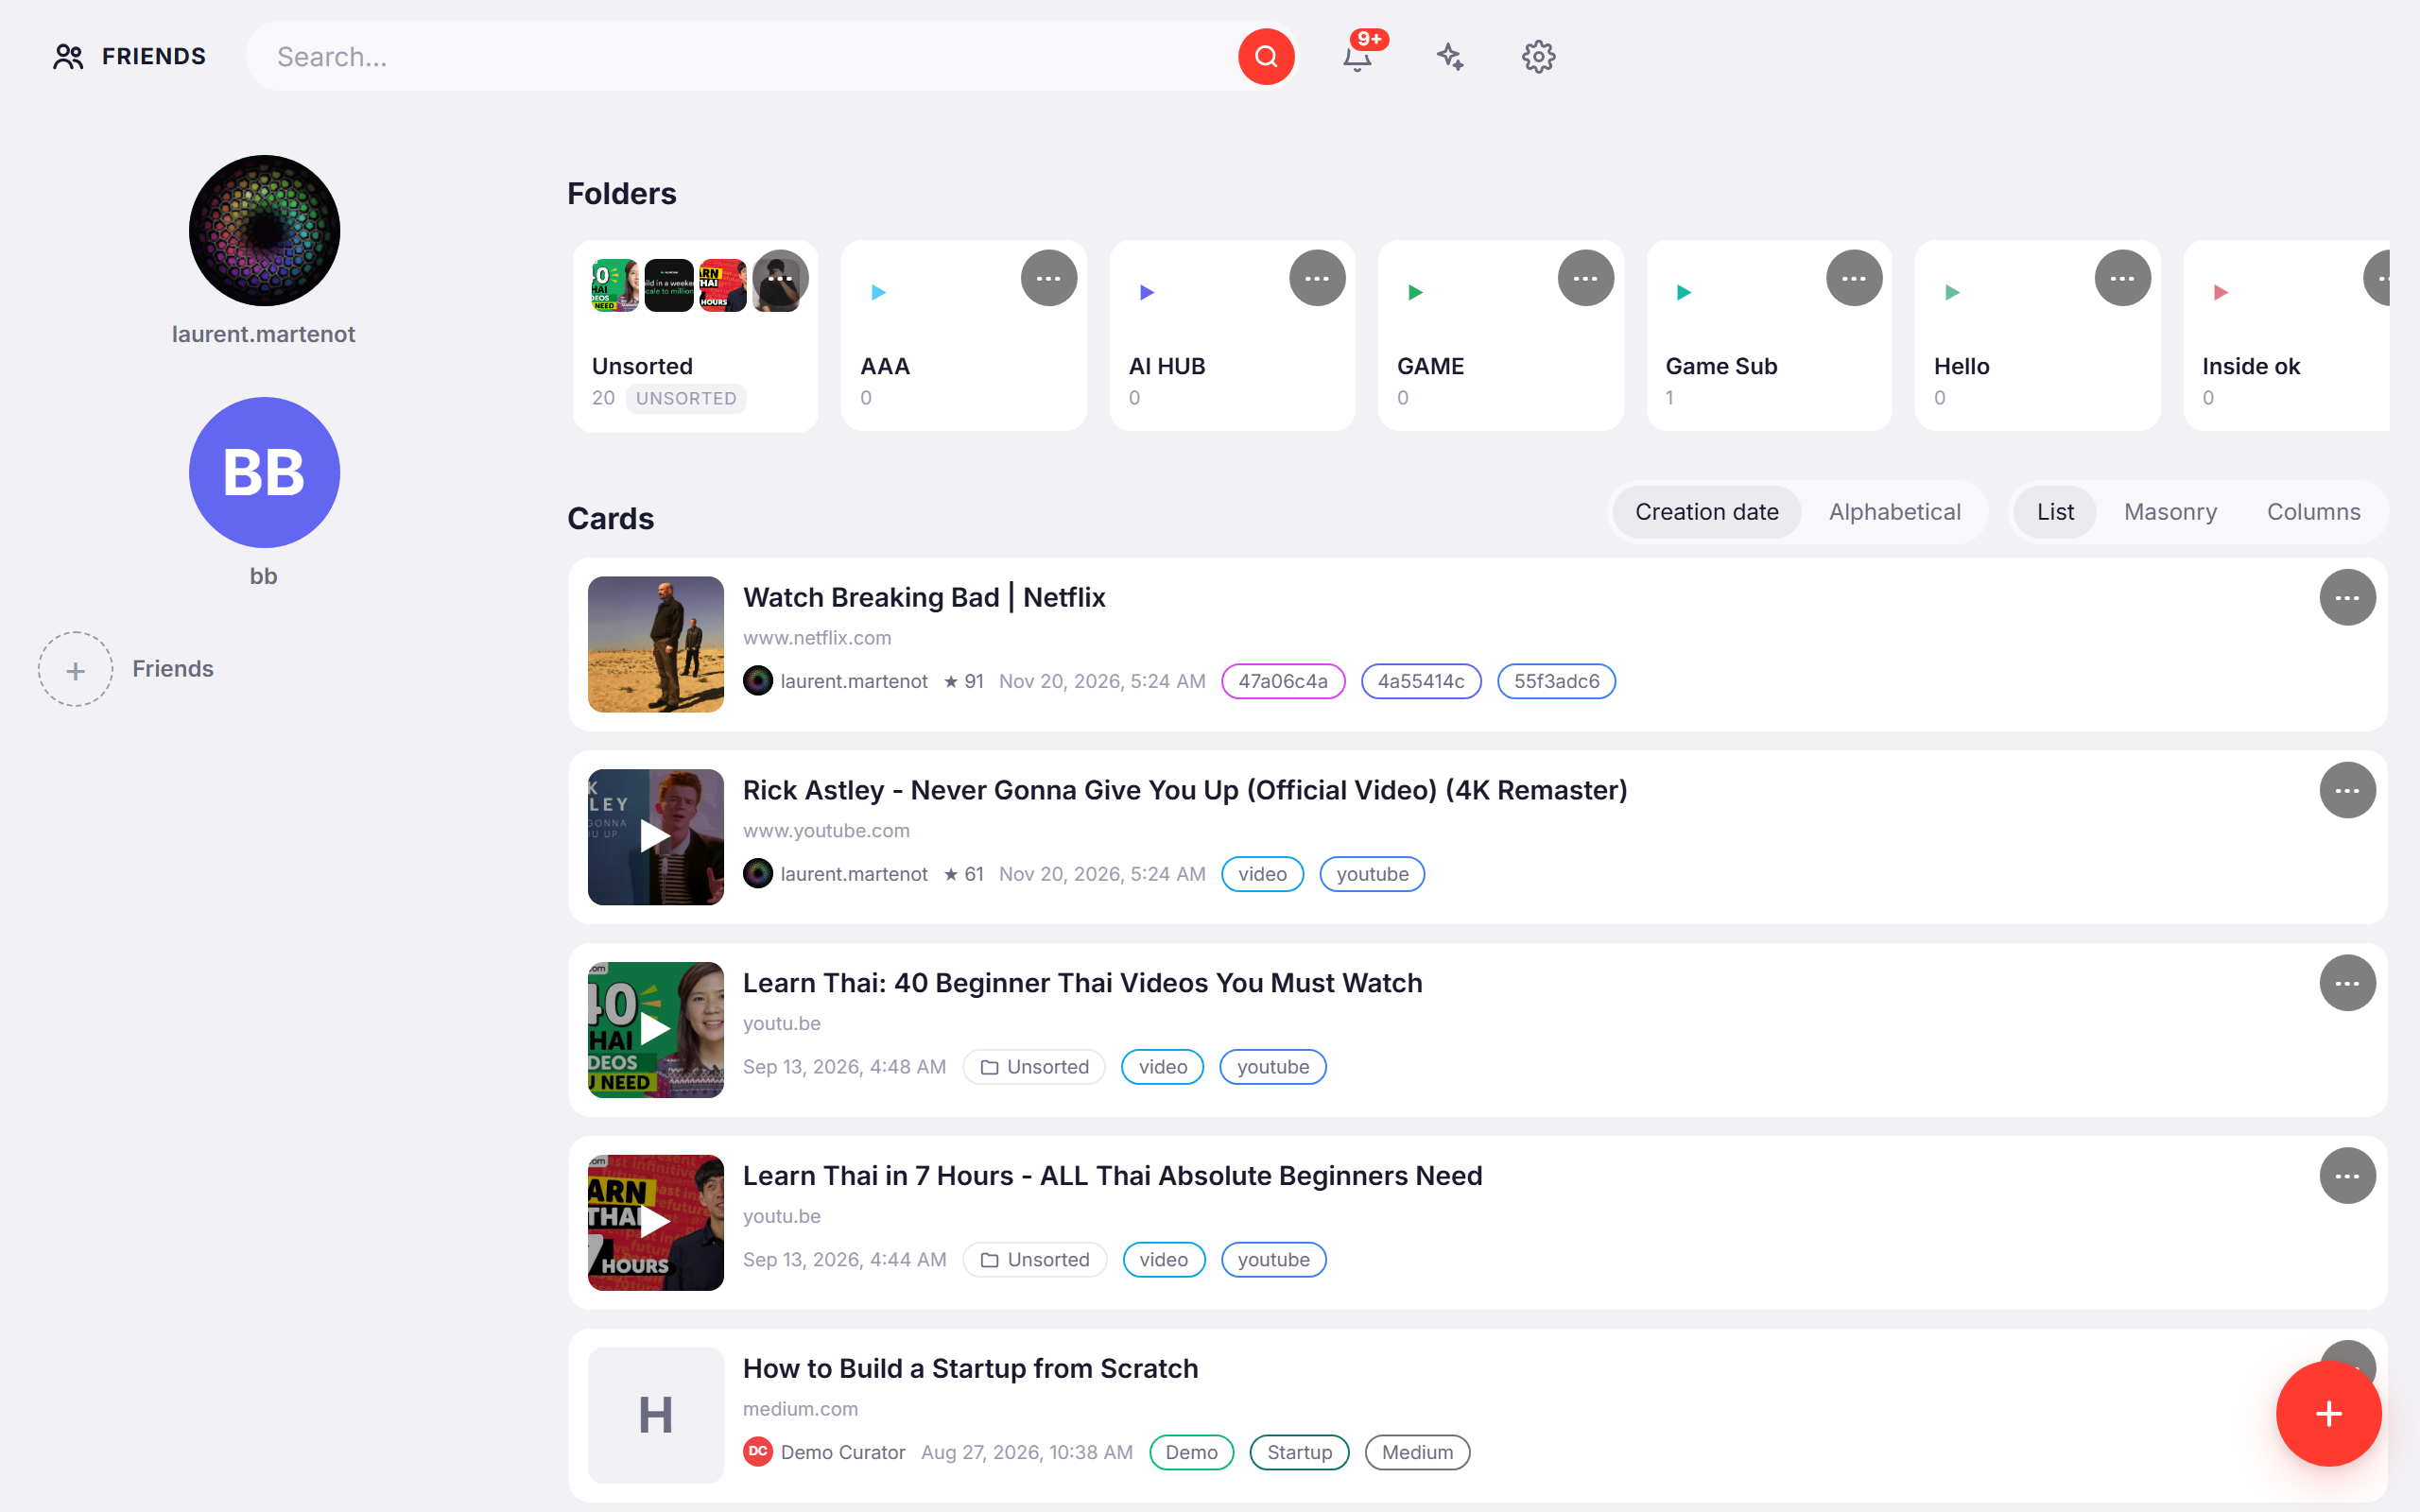 FRIENDS
Search...
9+
laurent.martenot
BB
bb
+ Friends
Folders
Unsorted
20 UNSORTED
AAA
0
AI HUB
0
GAME
0
Game Sub
1
Hello
0
Inside ok
0
Cards
Creation date
Alphabetical
List
Masonry
Columns
Watch Breaking Bad | Netflix
www.netflix.com
laurent.martenot ★ 91 Nov 20, 2026, 5:24 AM 47a06c4a 4a55414c 55f3adc6
Rick Astley - Never Gonna Give You Up (Official Video) (4K Remaster)
www.youtube.com
laurent.martenot ★ 61 Nov 20, 2026, 5:24 AM video youtube
Learn Thai: 40 Beginner Thai Videos You Must Watch
youtu.be
Sep 13, 2026, 4:48 AM Unsorted video youtube
Learn Thai in 7 Hours - ALL Thai Absolute Beginners Need
youtu.be
Sep 13, 2026, 4:44 AM Unsorted video youtube
H
How to Build a Startup from Scratch
medium.com
DC Demo Curator Aug 27, 2026, 10:38 AM Demo Startup Medium
+